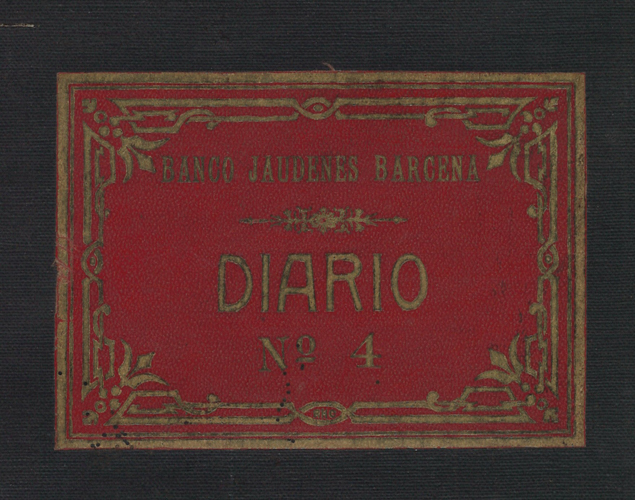 BANCO JAUDENES BARCENA
DIARIO
Nº 4